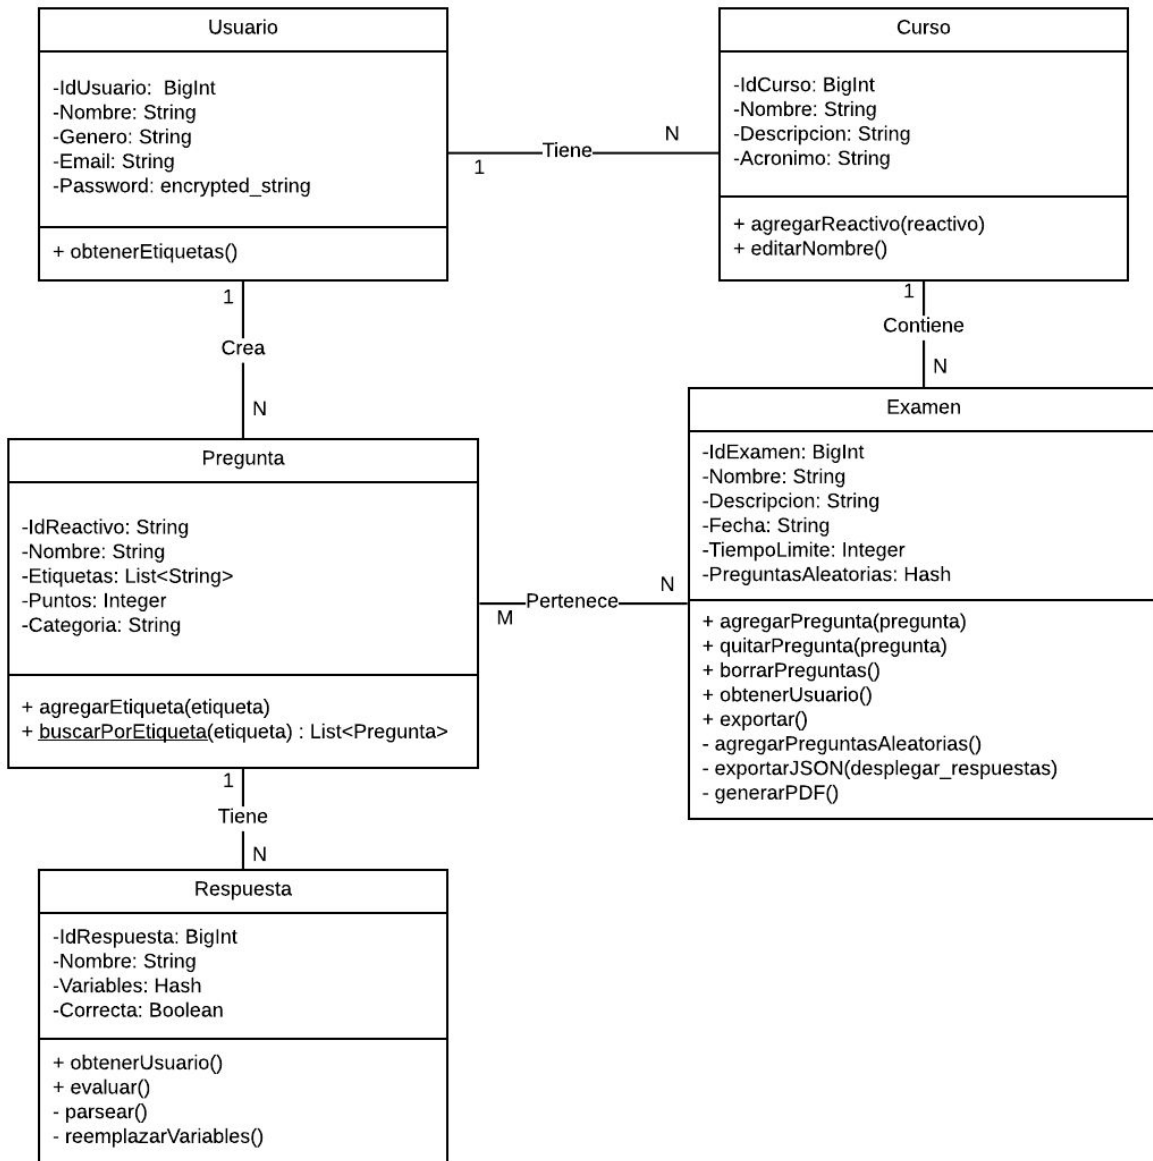 Usuario
-IdUsuario:  BigInt
-Nombre: String
-Genero: String
-Email: String
-Password: encrypted_string
+ obtenerEtiquetas()
1
Tiene
N
Curso
-IdCurso: BigInt
-Nombre: String
-Descripcion: String
-Acronimo: String
+ agregarReactivo(reactivo)
+ editarNombre()
1
Crea
N
1
Contiene
N
Pregunta
-IdReactivo: String
-Nombre: String
-Etiquetas: List<String>
-Puntos: Integer
-Categoria: String
+ agregarEtiqueta(etiqueta)
+ buscarPorEtiqueta(etiqueta) : List<Pregunta>
M
Pertenece
N
Examen
-IdExamen: BigInt
-Nombre: String
-Descripcion: String
-Fecha: String
-TiempoLimite: Integer
-PreguntasAleatorias: Hash
+ agregarPregunta(pregunta)
+ quitarPregunta(pregunta)
+ borrarPreguntas()
+ obtenerUsuario()
+ exportar()
- agregarPreguntasAleatorias()
- exportarJSON(desplegar_respuestas)
- generarPDF()
1
Tiene
N
Respuesta
-IdRespuesta: BigInt
-Nombre: String
-Variables: Hash
-Correcta: Boolean
+ obtenerUsuario()
+ evaluar()
- parsear()
- reemplazarVariables()